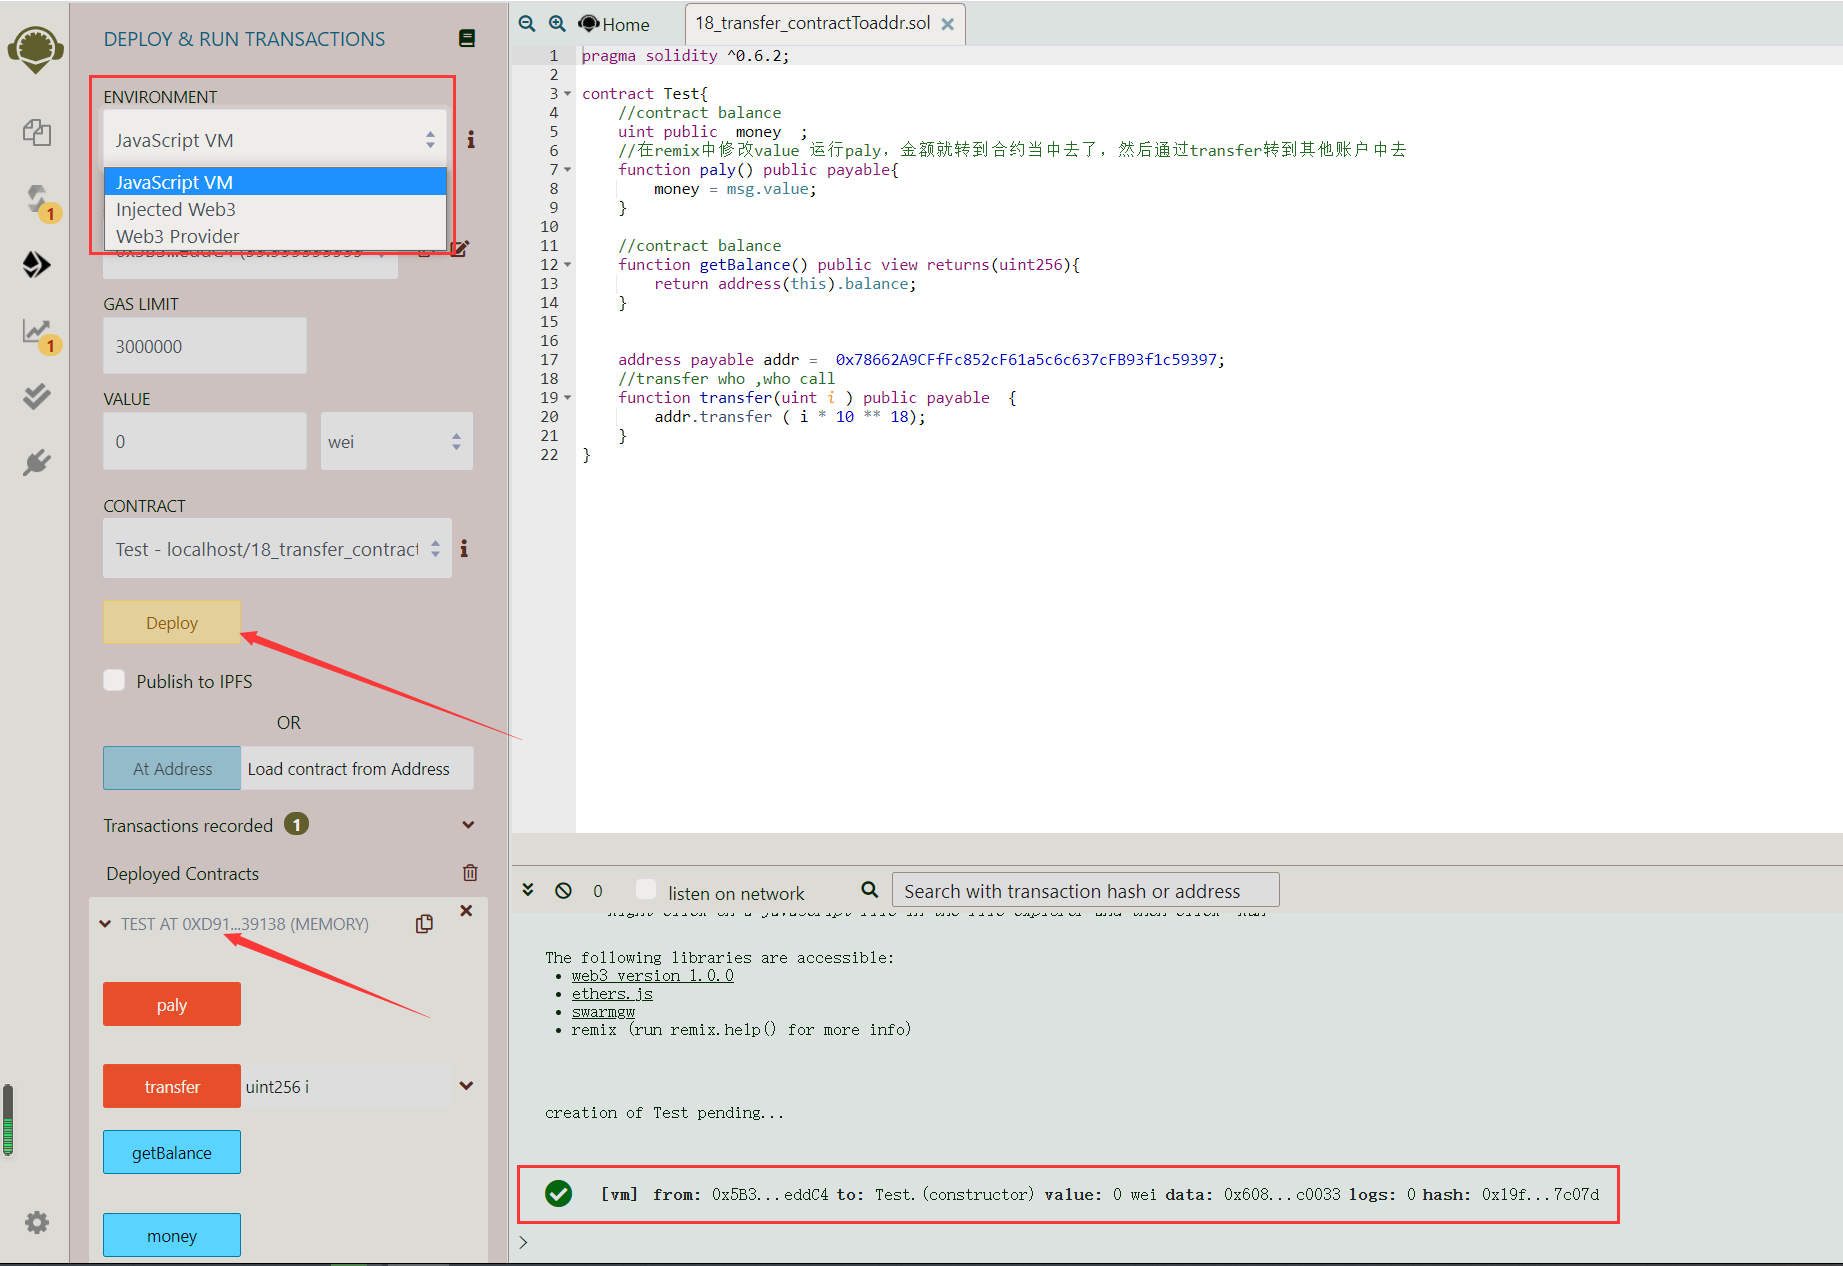 DEPLOY & RUN TRANSACTIONS
ENVIRONMENT
JavaScript VM
JavaScript VM
Injected Web3
Web3 Provider
GAS LIMIT
3000000
VALUE
0
wei
CONTRACT
Test - localhost/18_transfer_contract
Deploy
Publish to IPFS
OR
At Address
Load contract from Address
Transactions recorded 1
Deployed Contracts
TEST AT 0XD91...39138 (MEMORY)
paly
transfer
uint256 i
getBalance
money
1
1
Home
18_transfer_contractToaddr.sol
1 pragma solidity ^0.6.2;
2
3 contract Test{
4 //contract balance
5 uint public  money  ;
6 //在remix中修改value 运行paly，金额就转到合约当中去了，然后通过transfer转到其他账户中去
7 function paly() public payable{
8 money = msg.value;
9 }
10
11 //contract balance
12 function getBalance() public view returns(uint256){
13 return address(this).balance;
14 }
15
16
17 address payable addr =  0x78662A9CFfFc852cF61a5c6c637cFB93f1c59397;
18 //transfer who ,who call
19 function transfer(uint i ) public payable  {
20 addr.transfer ( i * 10 ** 18);
21 }
22 }
0
listen on network
Search with transaction hash or address
The following libraries are accessible:
• web3 version 1.0.0
• ethers.js
• swarmgw
• remix (run remix.help() for more info)
creation of Test pending...
[vm] from: 0x5B3...eddC4 to: Test.(constructor) value: 0 wei data: 0x608...c0033 logs: 0 hash: 0x19f...7c07d
>